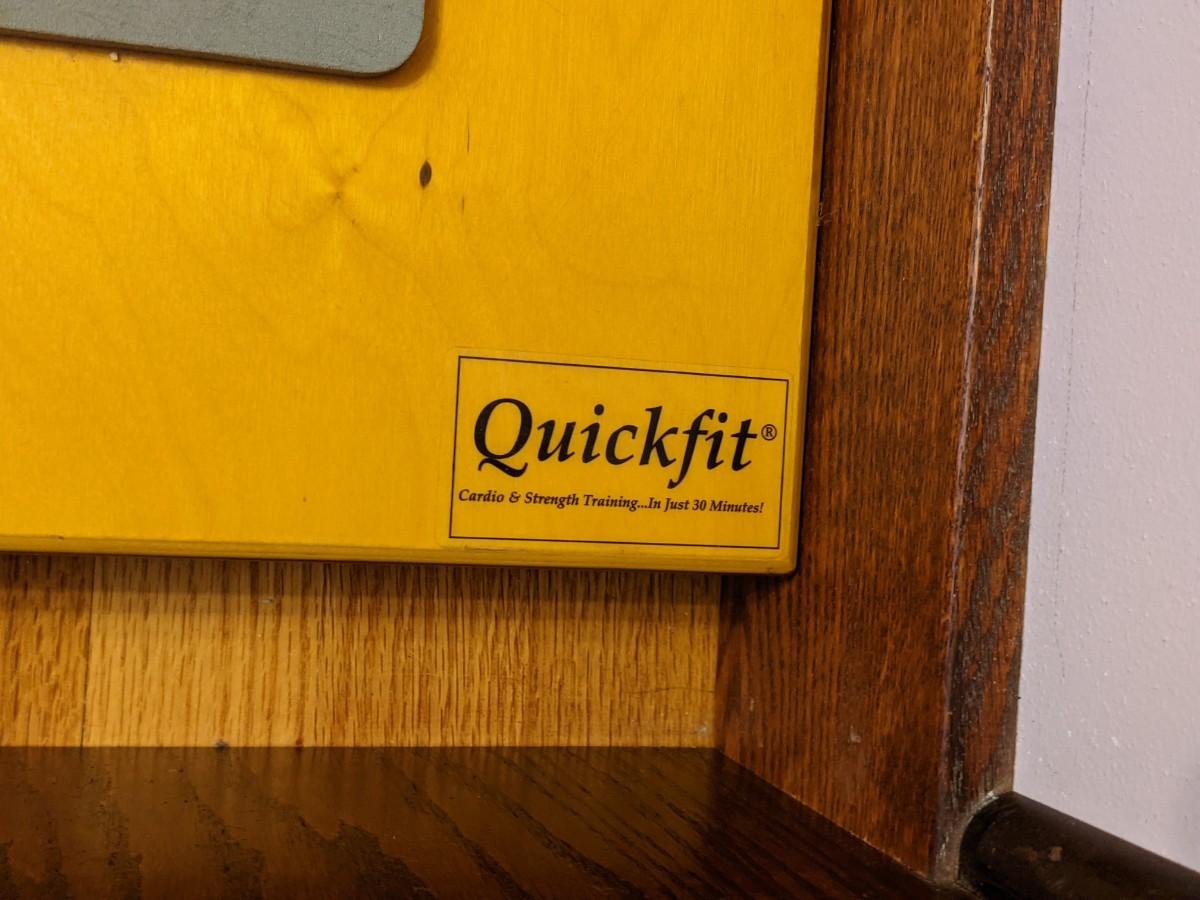 Quickfit®
Cardio & Strength Training...In Just 30 Minutes!